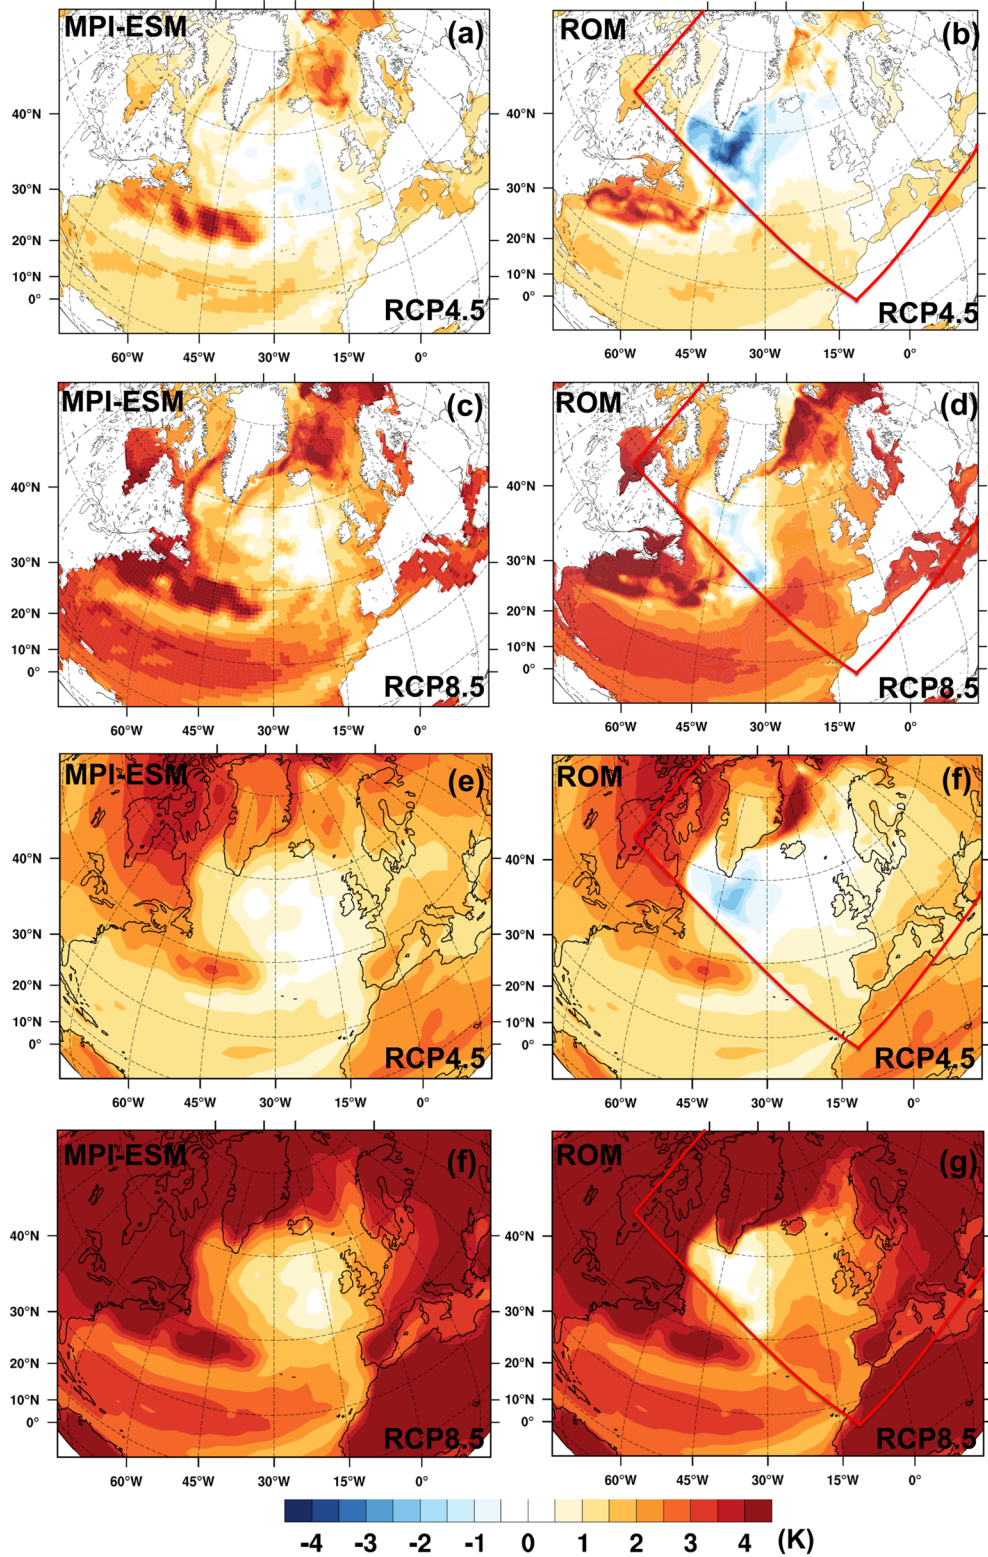 MPI-ESM (a) ROM (b)
40°N 40°N
30°N 30°N
20°N 20°N
10°N 10°N
0° 0°
RCP4.5 RCP4.5
60°W 45°W 30°W 15°W 0° 60°W 45°W 30°W 15°W 0°
MPI-ESM (c) ROM (d)
40°N 40°N
30°N 30°N
20°N 20°N
10°N 10°N
0° 0°
RCP8.5 RCP8.5
60°W 45°W 30°W 15°W 0° 60°W 45°W 30°W 15°W 0°
MPI-ESM (e) ROM (f)
40°N 40°N
30°N 30°N
20°N 20°N
10°N 10°N
0° 0°
RCP4.5 RCP4.5
60°W 45°W 30°W 15°W 0° 60°W 45°W 30°W 15°W 0°
MPI-ESM (f) ROM (g)
40°N 40°N
30°N 30°N
20°N 20°N
10°N 10°N
0° 0°
RCP8.5 RCP8.5
60°W 45°W 30°W 15°W 0° 60°W 45°W 30°W 15°W 0°
-4 -3 -2 -1 0 1 2 3 4 (K)